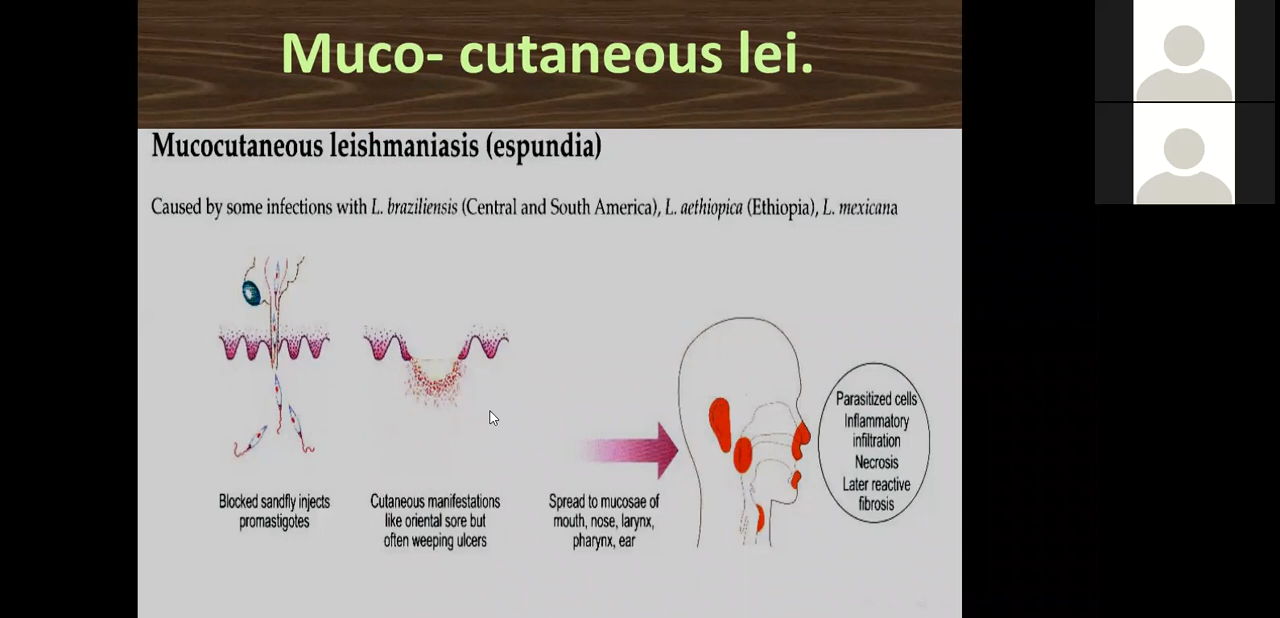 Muco- cutaneous lei.
Mucocutaneous leishmaniasis (espundia)
Caused by some infections with L. braziliensis (Central and South America), L. aethiopica (Ethiopia), L. mexicana
Blocked sandfly injects
promastigotes
Cutaneous manifestations
like oriental sore but
often weeping ulcers
Spread to mucosae of
mouth, nose, larynx,
pharynx, ear
Parasitized cells
Inflammatory
infiltration
Necrosis
Later reactive
fibrosis